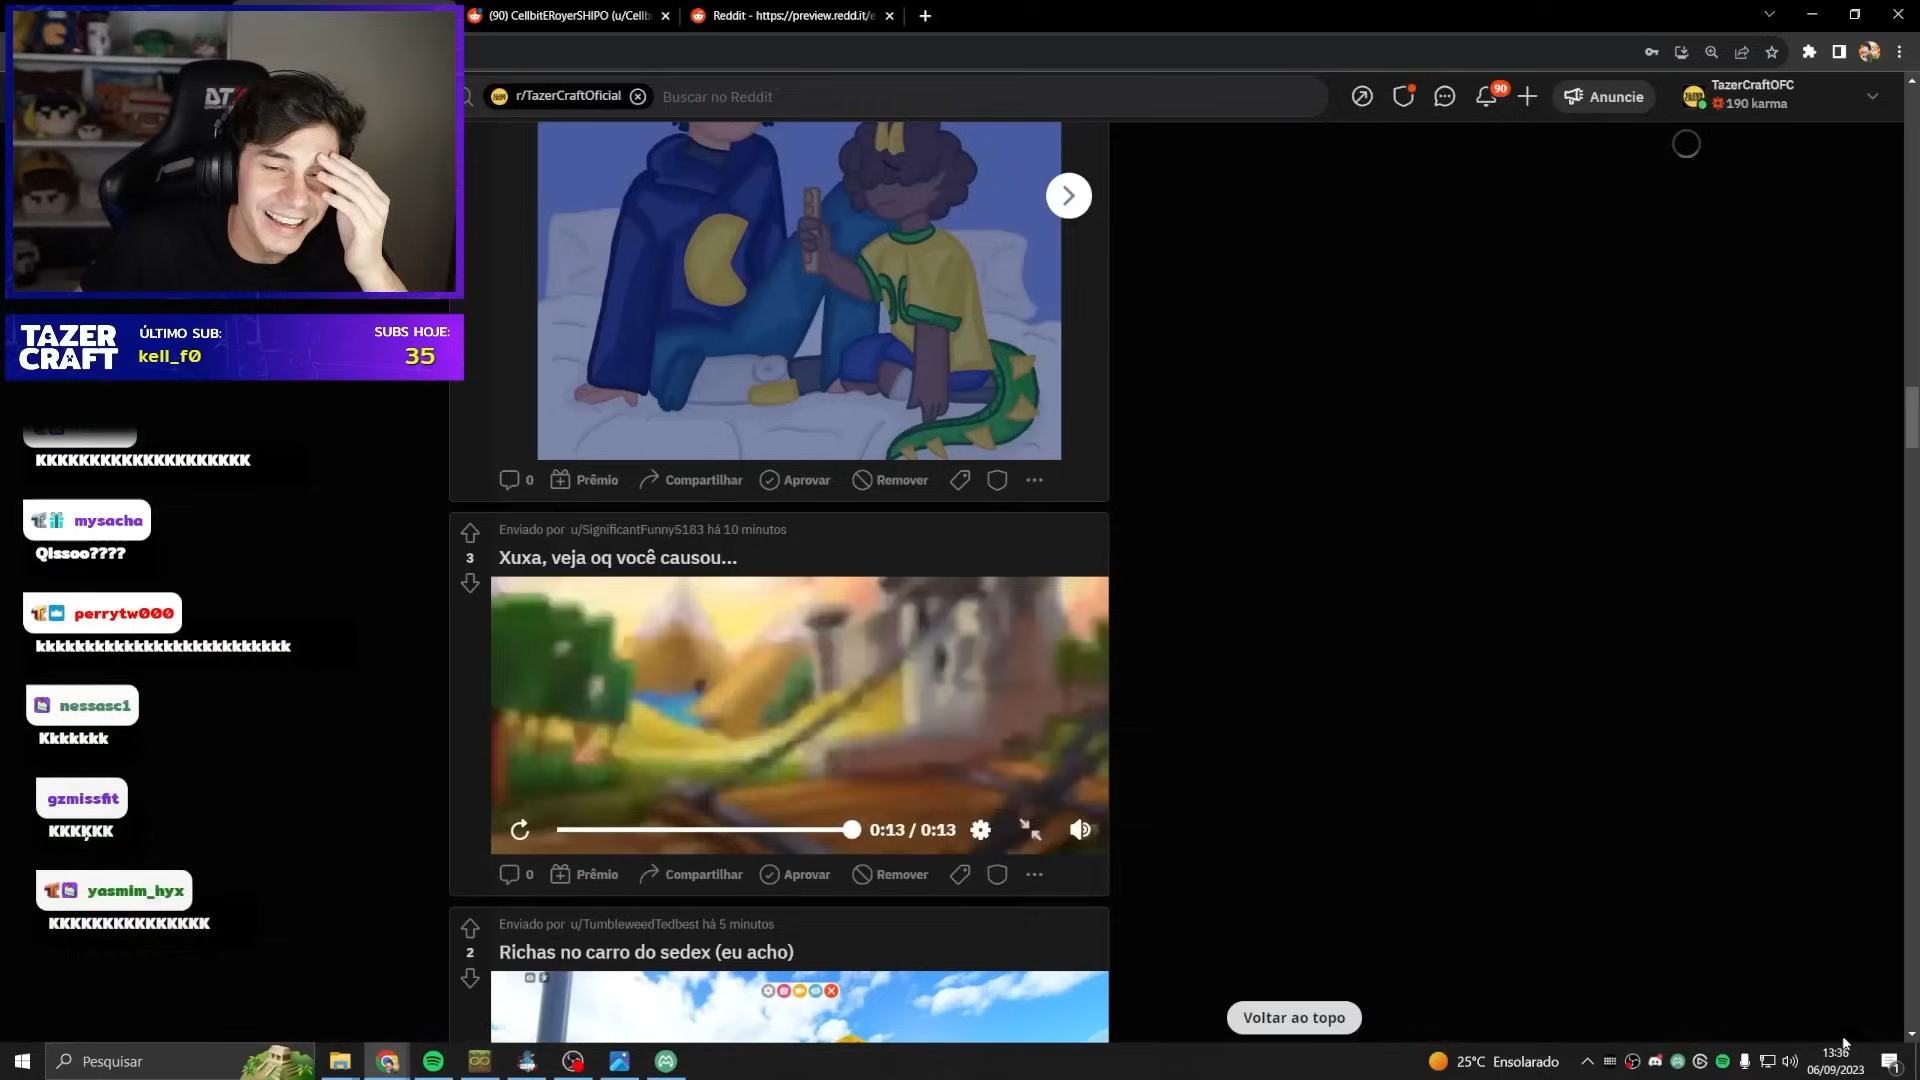 (90) CellbitERoyerSHIPO (u/Cellb
Reddit - https://preview.redd.it/e
r/TazerCraftOficial
Buscar no Reddit
90
Anuncie
TazerCraftOFC
190 karma
DT3
TAZER
CRAFT
ÚLTIMO SUB:
kell_f0
SUBS HOJE:
35
KKKKKKKKKKKKKKKKKKK
mysacha
Qissoo????
perrytw000
kkkkkkkkkkkkkkkkkkkkkkkkk
nessasc1
Kkkkkkk
gzmissfit
KKKĶKK
yasmim_hyx
KKKKKKKKKKKKKKK
0
Prêmio
Compartilhar
Aprovar
Remover
Enviado por u/SignificantFunny5183 há 10 minutos
3
Xuxa, veja oq você causou...
0:13 / 0:13
0
Prêmio
Compartilhar
Aprovar
Remover
Enviado por u/TumbleweedTedbest há 5 minutos
2
Richas no carro do sedex (eu acho)
Voltar ao topo
Pesquisar
25°C Ensolarado
13:36
06/09/2023
1